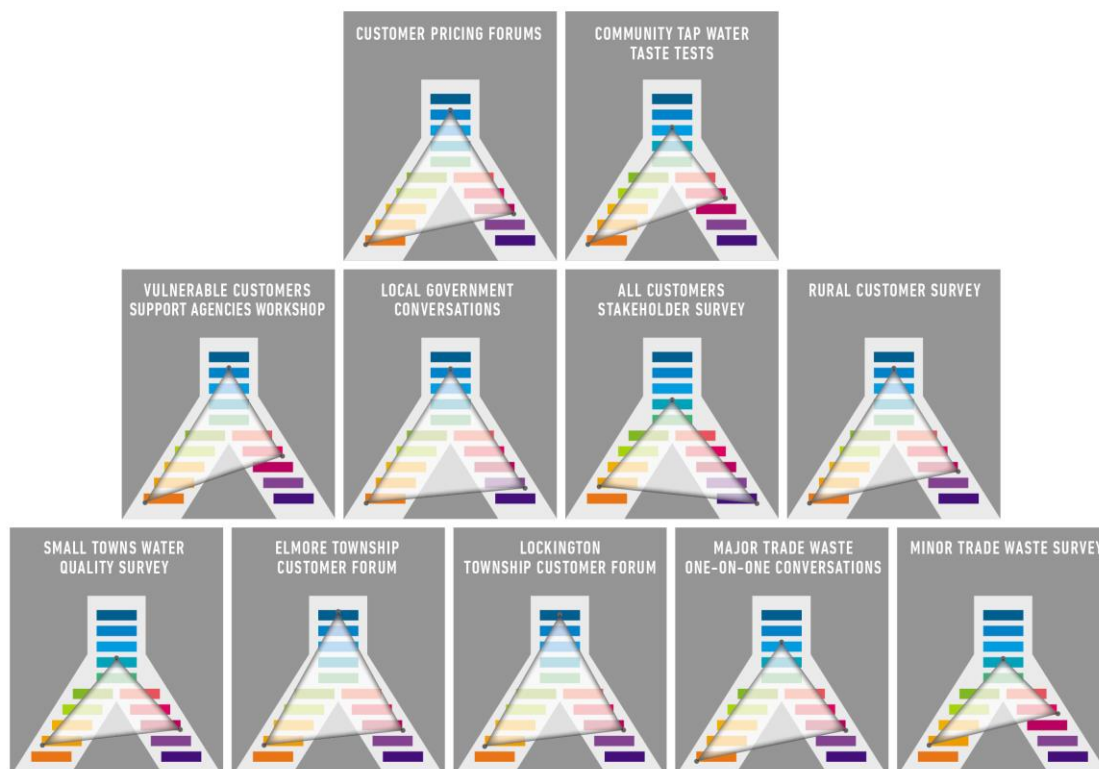 CUSTOMER PRICING FORUMS
COMMUNITY TAP WATER
TASTE TESTS
VULNERABLE CUSTOMERS
SUPPORT AGENCIES WORKSHOP
LOCAL GOVERNMENT
CONVERSATIONS
ALL CUSTOMERS
STAKEHOLDER SURVEY
RURAL CUSTOMER SURVEY
SMALL TOWNS WATER
QUALITY SURVEY
ELMORE TOWNSHIP
CUSTOMER FORUM
LOCKINGTON
TOWNSHIP CUSTOMER FORUM
MAJOR TRADE WASTE
ONE-ON-ONE CONVERSATIONS
MINOR TRADE WASTE SURVEY